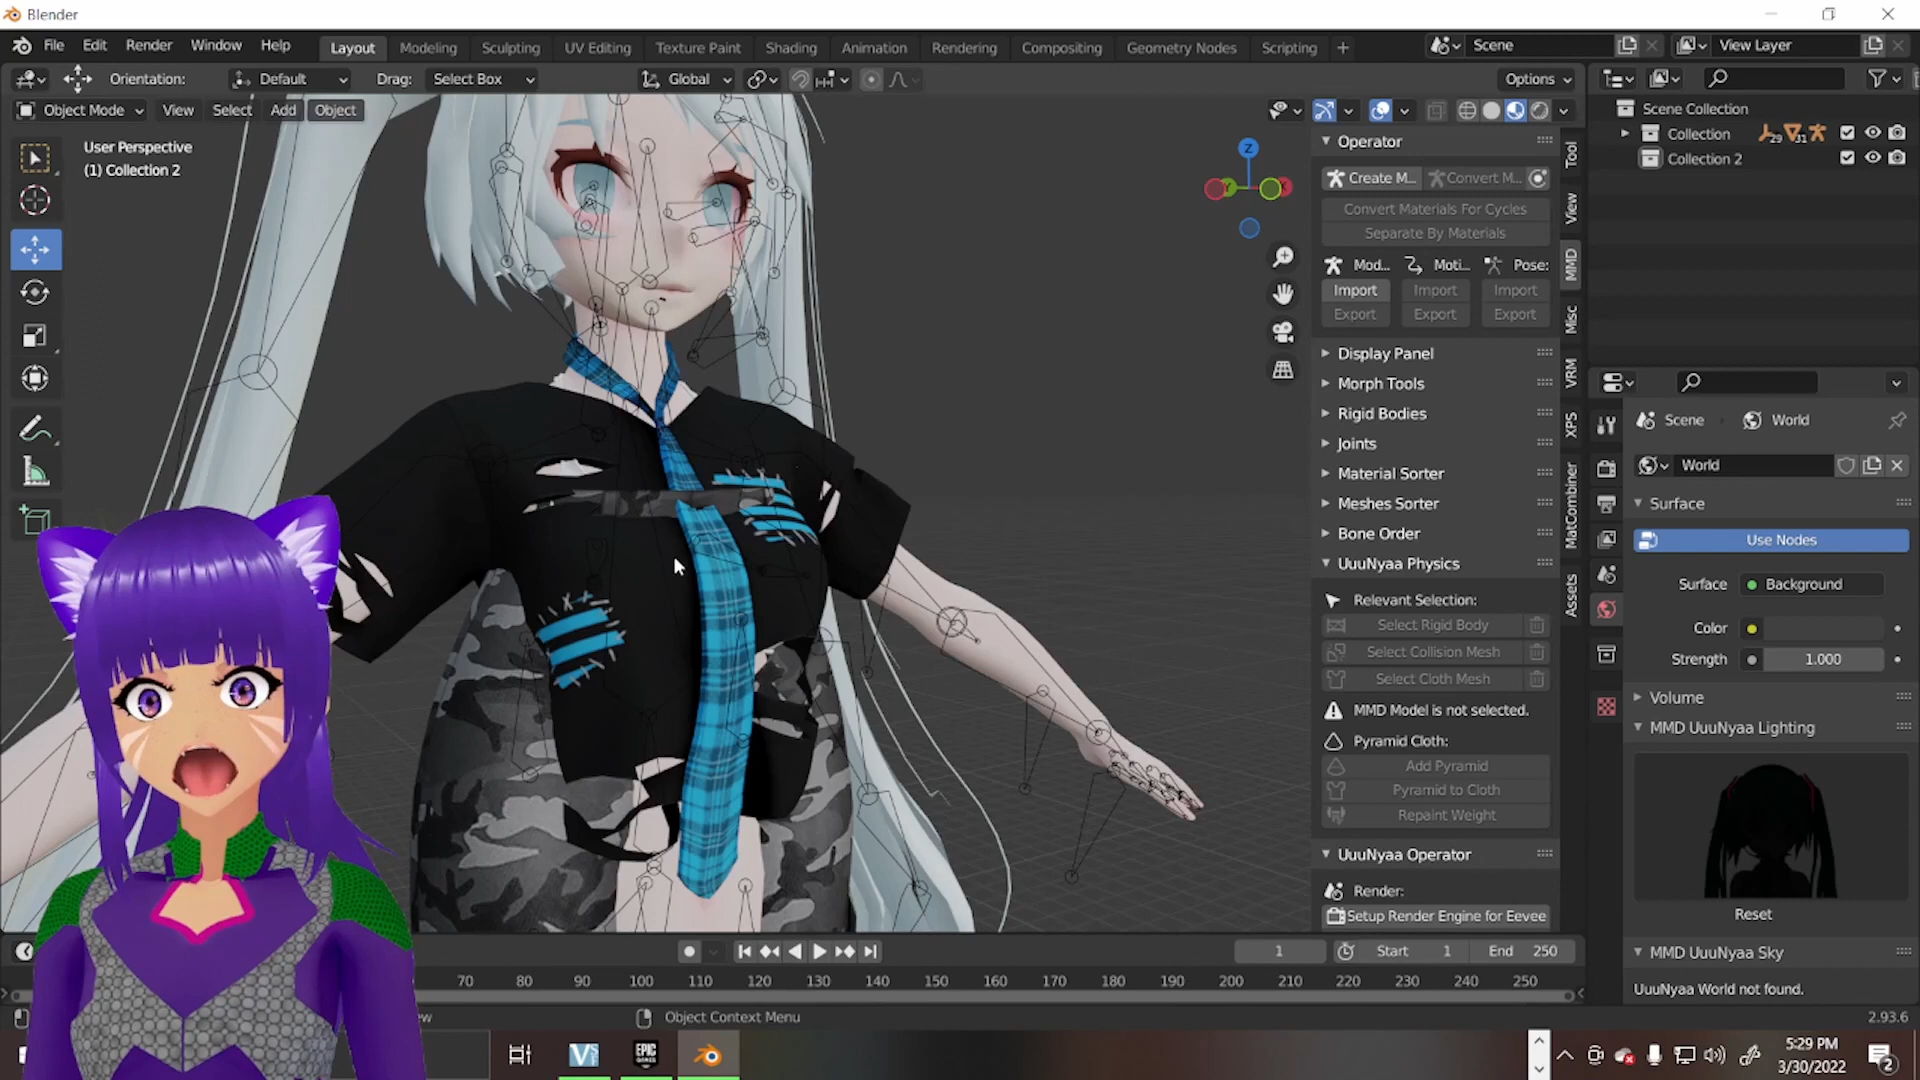 Blender
File Edit Render Window Help Layout Modeling Sculpting UV Editing Texture Paint Shading Animation Rendering Compositing Geometry Nodes Scripting + Scene View Layer
Orientation: Default Drag: Select Box Global Options
Object Mode View Select Add Object
User Perspective
(1) Collection 2
Z
Operator
Create M... Convert M...
Convert Materials For Cycles
Separate By Materials
Mod... Moti... Pose:
Import Import Import
Export Export Export
Display Panel
Morph Tools
Rigid Bodies
Joints
Material Sorter
Meshes Sorter
Bone Order
UuuNyaa Physics
Relevant Selection:
Select Rigid Body
Select Collision Mesh
Select Cloth Mesh
MMD Model is not selected.
Pyramid Cloth:
Add Pyramid
Pyramid to Cloth
Repaint Weight
UuuNyaa Operator
Render:
Setup Render Engine for Eevee
Tool
View
MMD
Misc
VRM
XPS
MatCombiner
Assets
Scene Collection
Collection 29 31
Collection 2
Scene World
World
Surface
Use Nodes
Surface Background
Color
Strength 1.000
Volume
MMD UuuNyaa Lighting
Reset
MMD UuuNyaa Sky
UuuNyaa World not found.
1 Start 1 End 250
70 80 90 100 110 120 130 140 150 160 170 180 190 200 210 220 230 240 250
Object Context Menu
2.93.6
EPIC GAMES
5:29 PM
3/30/2022
2